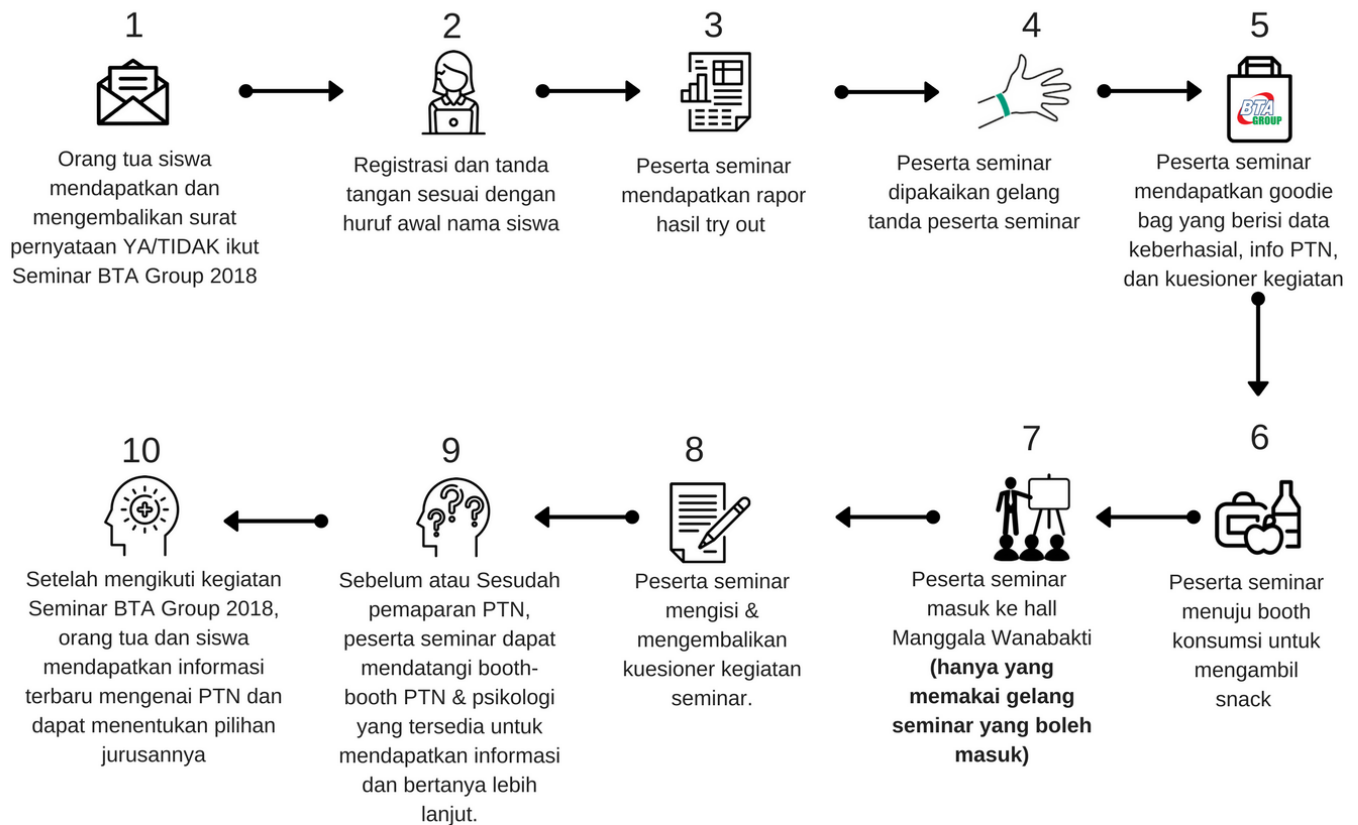 1
Orang tua siswa
mendapatkan dan
mengembalikan surat
pernyataan YA/TIDAK ikut
Seminar BTA Group 2018
2
Registrasi dan tanda
tangan sesuai dengan
huruf awal nama siswa
3
Peserta seminar
mendapatkan rapor
hasil try out
4
Peserta seminar
dipakaikan gelang
tanda peserta seminar
5
BTA
GROUP
Peserta seminar
mendapatkan goodie
bag yang berisi data
keberhasial, info PTN,
dan kuesioner kegiatan
6
Peserta seminar
menuju booth
konsumsi untuk
mengambil
snack
7
Peserta seminar
masuk ke hall
Manggala Wanabakti
(hanya yang
memakai gelang
seminar yang boleh
masuk)
8
Peserta seminar
mengisi &
mengembalikan
kuesioner kegiatan
seminar.
9
Sebelum atau Sesudah
pemaparan PTN,
peserta seminar dapat
mendatangi booth-
booth PTN & psikologi
yang tersedia untuk
mendapatkan informasi
dan bertanya lebih
lanjut.
10
Setelah mengikuti kegiatan
Seminar BTA Group 2018,
orang tua dan siswa
mendapatkan informasi
terbaru mengenai PTN dan
dapat menentukan pilihan
jurusannya